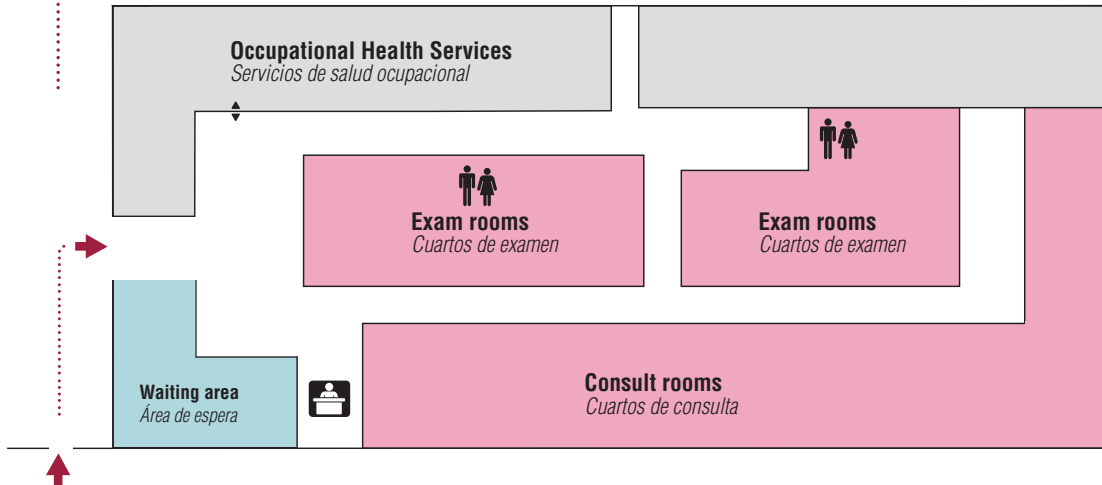 Occupational Health Services
Servicios de salud ocupacional
Exam rooms
Cuartos de examen
Exam rooms
Cuartos de examen
Waiting area
Área de espera
Consult rooms
Cuartos de consulta